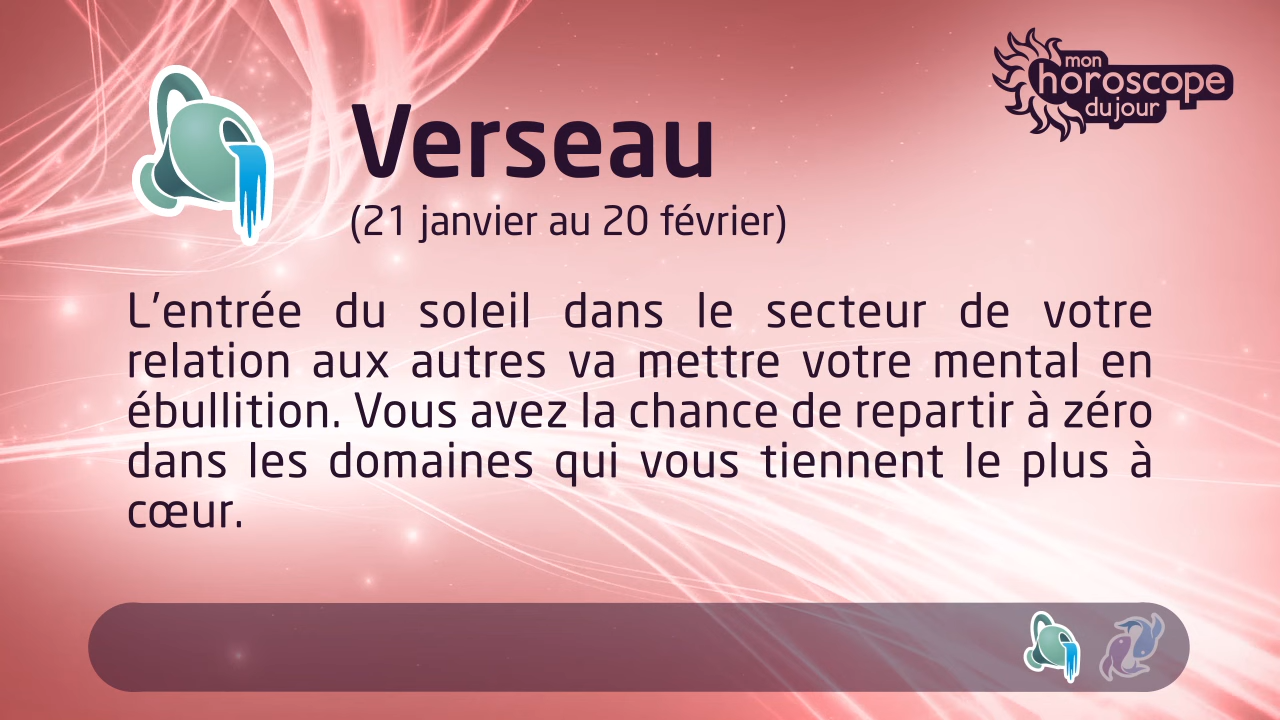 mon
horoscope
du jour
Verseau
(21 janvier au 20 février)
L'entrée du soleil dans le secteur de votre
relation aux autres va mettre votre mental en
ébullition. Vous avez la chance de repartir à zéro
dans les domaines qui vous tiennent le plus à
cœur.